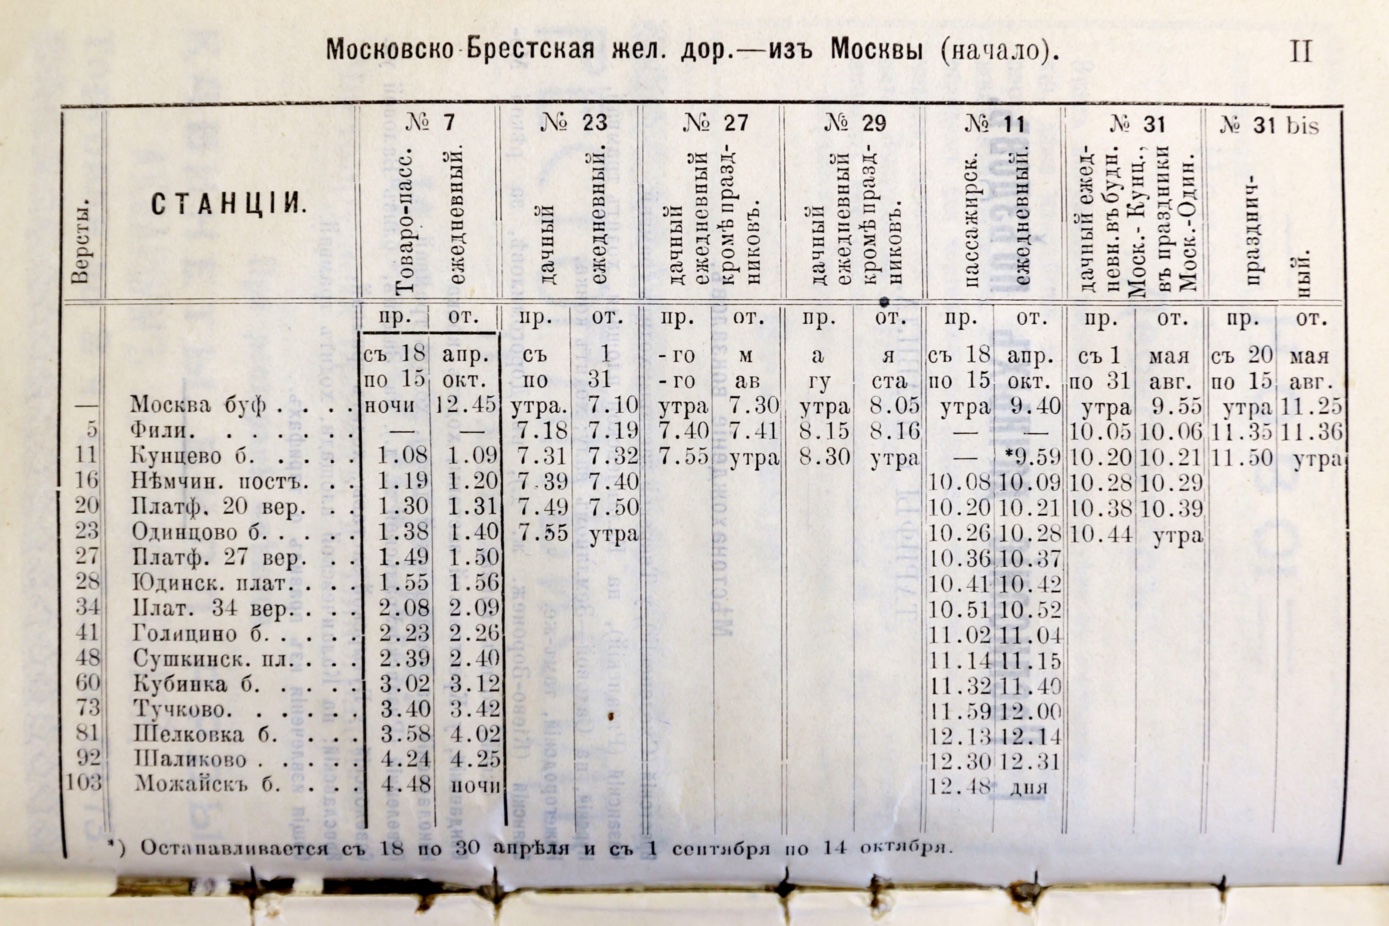 Московско-Брестская жел. дор.—изъ Москвы (начало). II
Версты. СТАНЦІИ. № 7 № 23 № 27 № 29 № 11 № 31 № 31 bis
Товаро-пасс. ежедневный. дачный ежедневный. дачный ежедневный кромѣ празд-никовъ. дачный ежедневный кромѣ празд-никовъ. пассажирск. ежедневный. дачный ежед-невн. въ будн. Моск.- Кунц., въ праздники Моск.-Один. празднич-ный.
пр. от. пр. от. пр. от. пр. от. пр. от. пр. от. пр. от.
съ 18 апр. съ 1 -го м а я съ 18 апр. съ 1 мая съ 20 мая
по 15 окт. по 31 -го ав гу ста по 15 окт. по 31 авг. по 15 авг.
— Москва буф . . . . ночи 12.45 утра. 7.10 утра 7.30 утра 8.05 утра 9.40 утра 9.55 утра 11.25
5 Фили. . . . . . . . — — 7.18 7.19 7.40 7.41 8.15 8.16 — — 10.05 10.06 11.35 11.36
11 Кунцево б. . . . . 1.08 1.09 7.31 7.32 7.55 утра 8.30 утра — *9.59 10.20 10.21 11.50 утра
16 Нѣмчин. постъ. . . 1.19 1.20 7.39 7.40 10.08 10.09 10.28 10.29
20 Платф. 20 вер. . . 1.30 1.31 7.49 7.50 10.20 10.21 10.38 10.39
23 Одинцово б. . . . . 1.38 1.40 7.55 утра 10.26 10.28 10.44 утра
27 Платф. 27 вер. . . 1.49 1.50 10.36 10.37
28 Юдинск. плат. . . . 1.55 1.56 10.41 10.42
34 Плат. 34 вер. . . . 2.08 2.09 10.51 10.52
41 Голицино б. . . . . 2.23 2.26 11.02 11.04
48 Сушкинск. пл. . . . 2.39 2.40 11.14 11.15
60 Кубинка б. . . . . 3.02 3.12 11.32 11.40
73 Тучково. . . . . . 3.40 3.42 11.59 12.00
81 Шелковка б. . . . 3.58 4.02 12.13 12.14
92 Шаликово . . . . . 4.24 4.25 12.30 12.31
103 Можайскъ б. . . . 4.48 ночи 12.48 дня
*) Останавливается съ 18 по 30 апрѣля и съ 1 сентября по 14 октября.